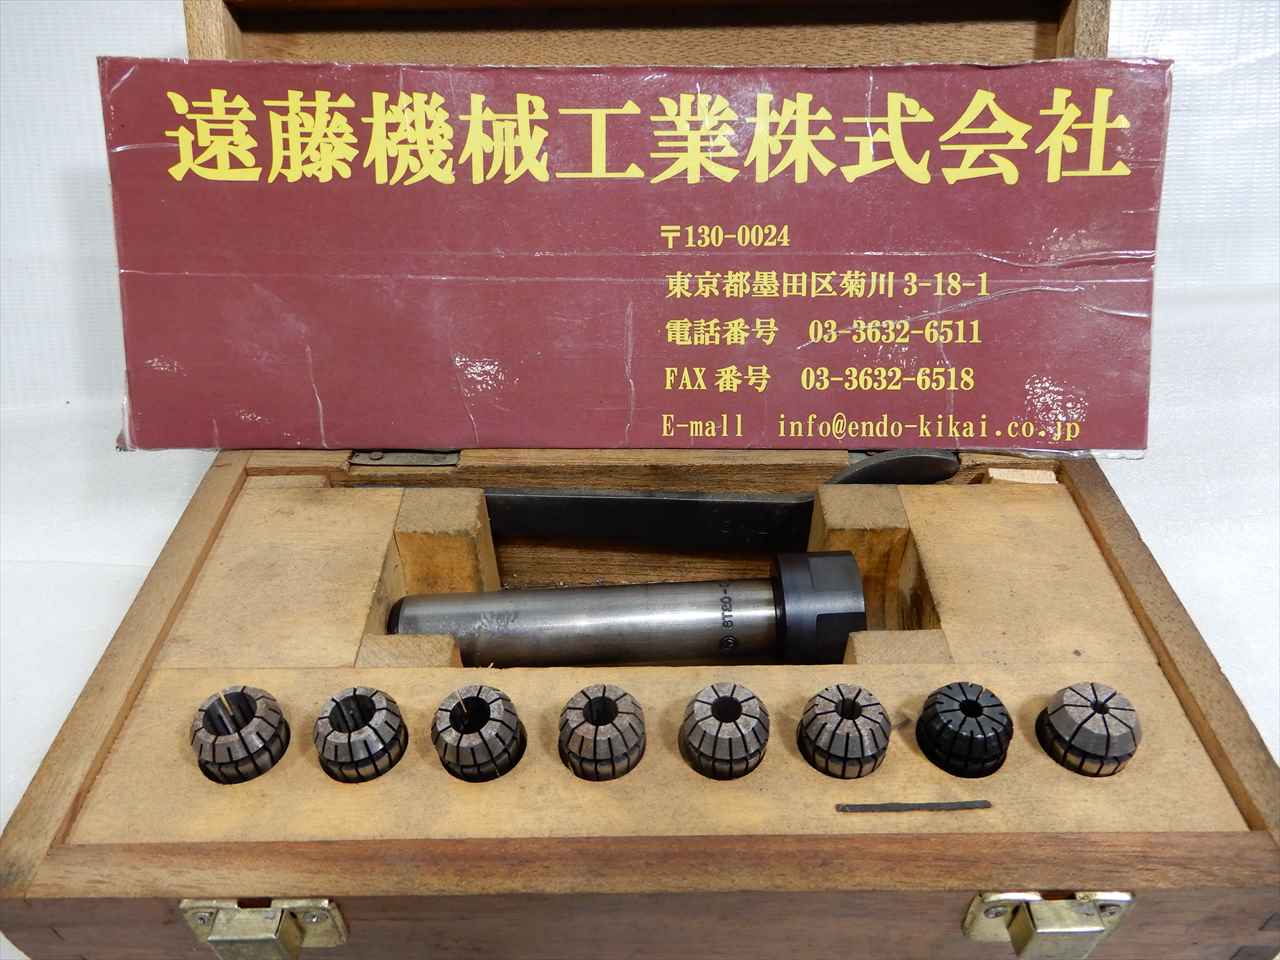 遠藤機械工業株式会社
〒130-0024
東京都墨田区菊川 3-18-1
電話番号 03-3632-6511
FAX 番号 03-3632-6518
E-mall info@endo-kikai.co.jp